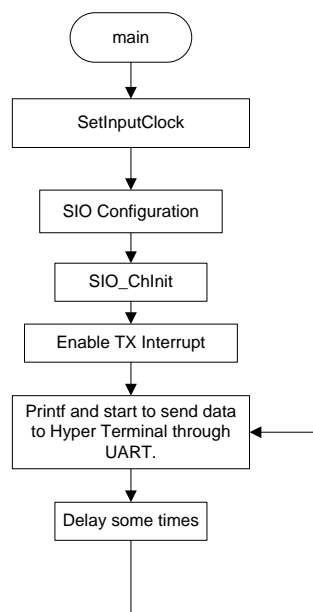 main
SetInputClock
SIO Configuration
SIO_ChInit
Enable TX Interrupt
Printf and start to send data
to Hyper Terminal through
UART.
Delay some times